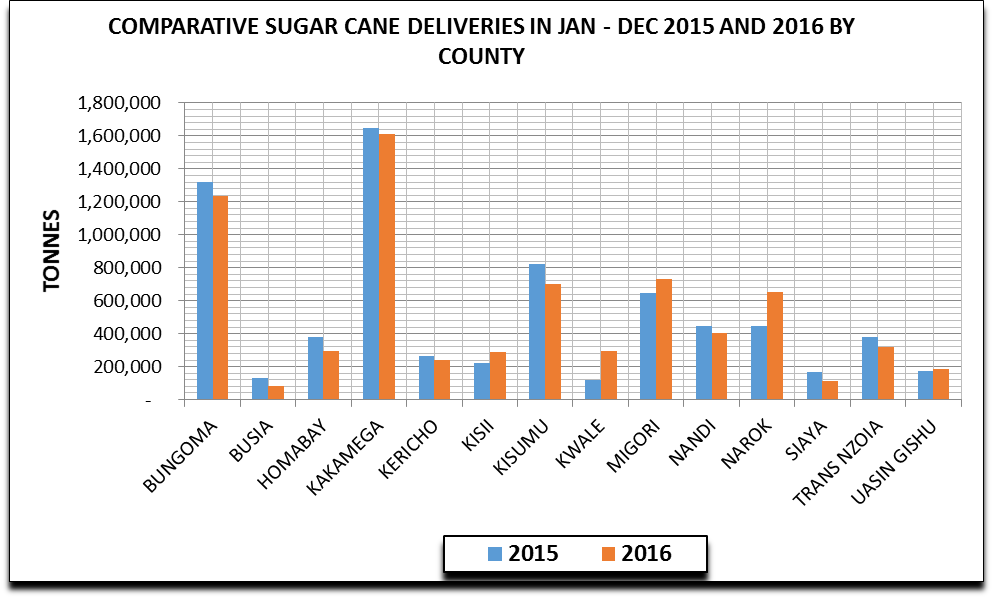 COMPARATIVE SUGAR CANE DELIVERIES IN JAN - DEC 2015 AND 2016 BY
COUNTY
TONNES
1,800,000
1,600,000
1,400,000
1,200,000
1,000,000
800,000
600,000
400,000
200,000
-
BUNGOMA
BUSIA
HOMABAY
KAKAMEGA
KERICHO
KISII
KISUMU
KWALE
MIGORI
NANDI
NAROK
SIAYA
TRANS NZOIA
UASIN GISHU
2015
2016